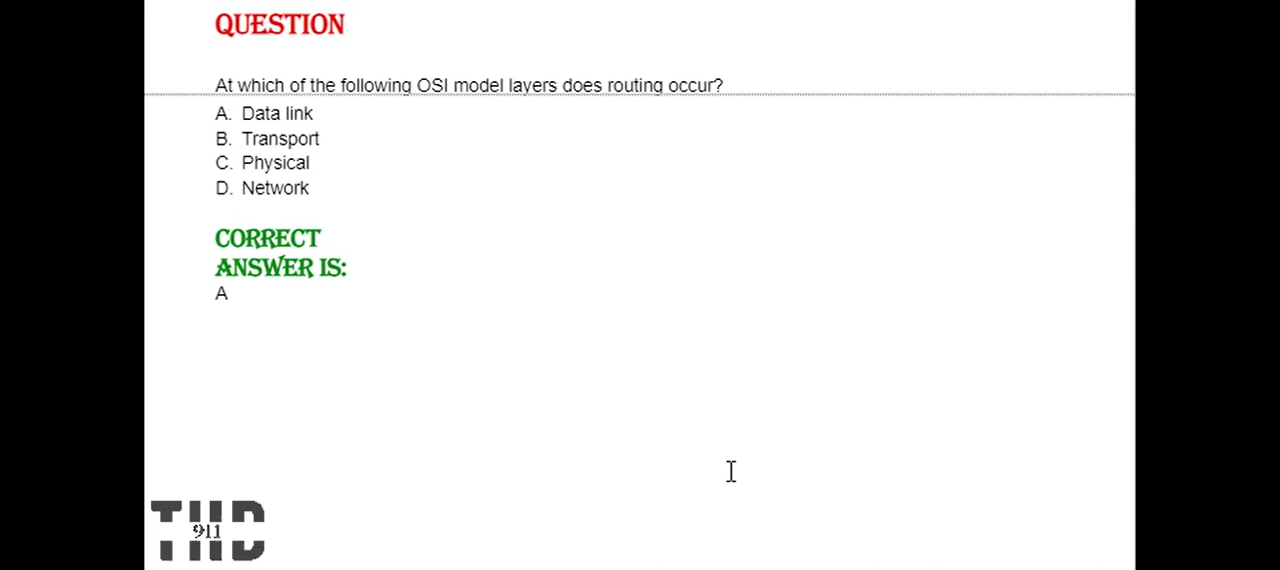 QUESTION
At which of the following OSI model layers does routing occur?
A. Data link
B. Transport
C. Physical
D. Network
CORRECT
ANSWER IS:
A
THD
911